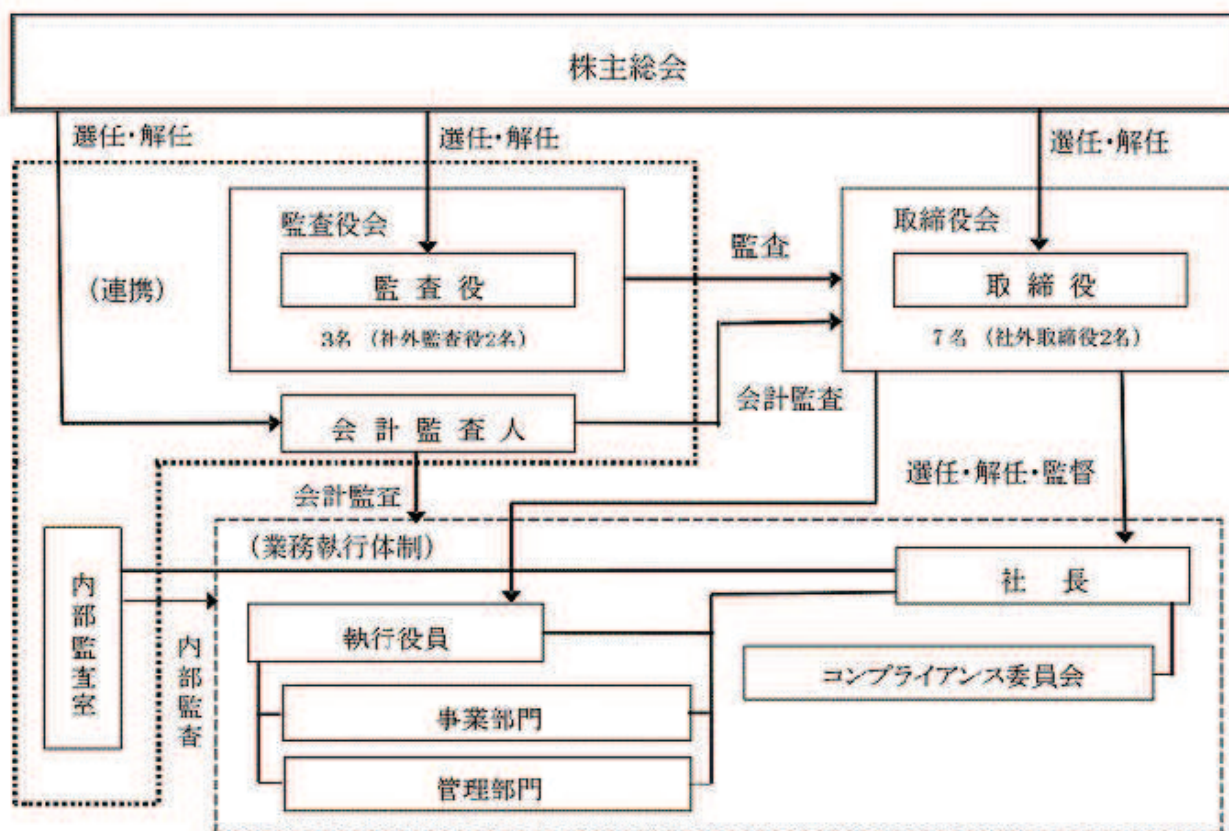 株主総会
選任・解任
選任・解任
選任・解任
監査役会
取締役会
監査
(連携)
監査役
取締役
3名 (社外監査役2名)
7名 (社外取締役2名)
会計監査人
会計監査
選任・解任・監督
会計監査
(業務執行体制)
社長
内部監査室
執行役員
内部監査
コンプライアンス委員会
事業部門
管理部門